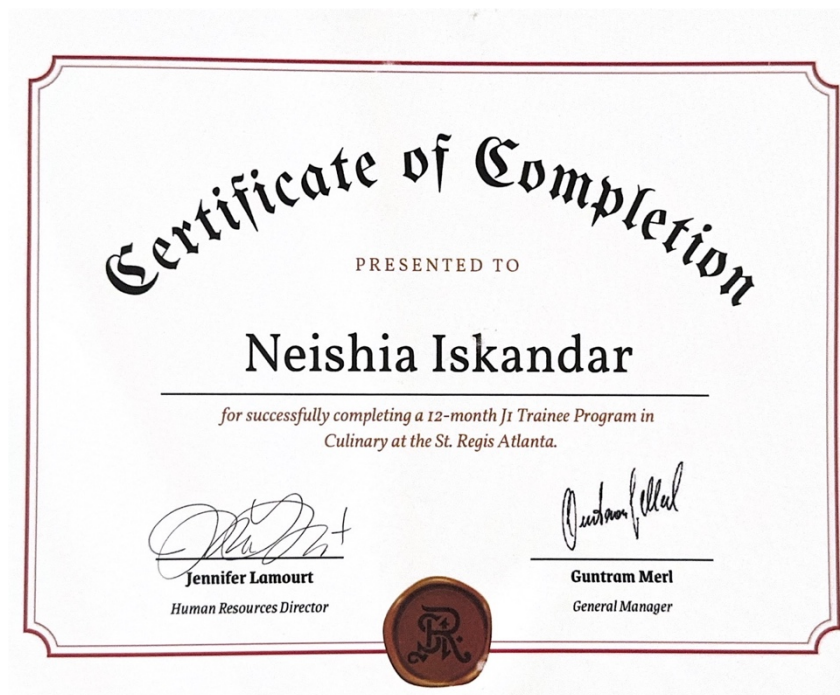 Certificate of Completion
PRESENTED TO
Neishia Iskandar
for successfully completing a 12-month J1 Trainee Program in
Culinary at the St. Regis Atlanta.
Jennifer Lamourt
Human Resources Director
Guntram Merl
General Manager